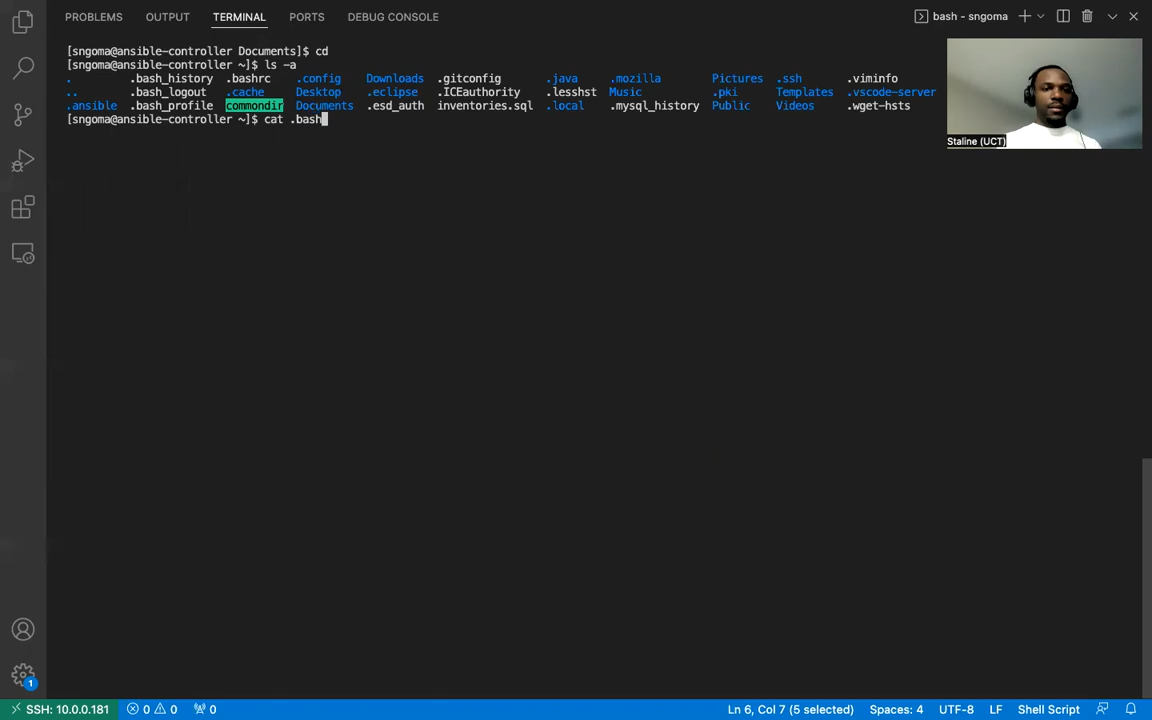 PROBLEMS OUTPUT TERMINAL PORTS DEBUG CONSOLE bash - sngoma
[sngoma@ansible-controller Documents]$ cd
[sngoma@ansible-controller ~]$ ls -a
. .bash_history .bashrc .config Downloads .gitconfig .java .mozilla Pictures .ssh .viminfo
.. .bash_logout .cache Desktop .eclipse .ICEauthority .lesshst Music .pki Templates .vscode-server
.ansible .bash_profile commondir Documents .esd_auth inventories.sql .local .mysql_history Public Videos .wget-hsts
[sngoma@ansible-controller ~]$ cat .bash
Staline (UCT)
1
SSH: 10.0.0.181 0 0 0 Ln 6, Col 7 (5 selected) Spaces: 4 UTF-8 LF Shell Script